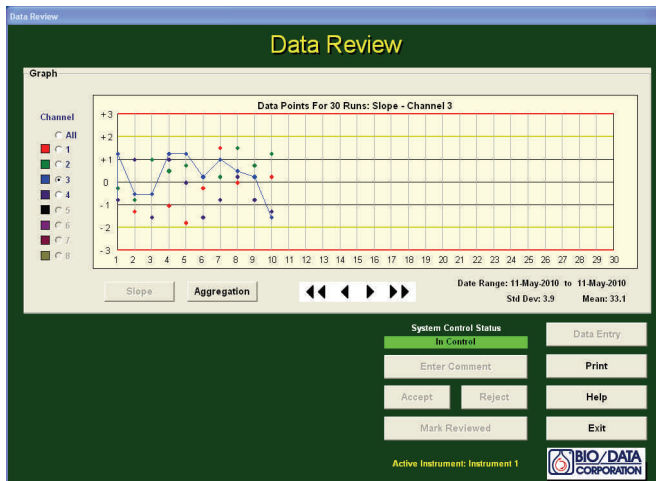 Data Review
Data Review
Graph
Data Points For 30 Runs: Slope - Channel 3
Channel
All
1
2
3
4
5
6
7
8
+3
+2
+1
0
-1
-2
-3
1 2 3 4 5 6 7 8 9 10 11 12 13 14 15 16 17 18 19 20 21 22 23 24 25 26 27 28 29 30
Slope
Aggregation
Date Range: 11-May-2010 to 11-May-2010
Std Dev: 3.9 Mean: 33.1
System Control Status
In Control
Data Entry
Enter Comment
Print
Accept Reject
Help
Mark Reviewed
Exit
Active Instrument: Instrument 1
BIO/DATA
CORPORATION